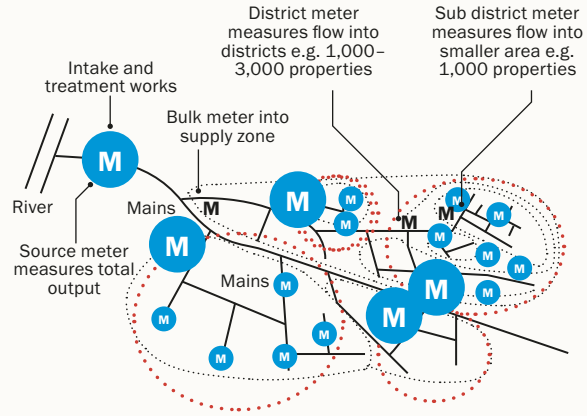 District meter
measures flow into
districts e.g. 1,000–
3,000 properties
Sub district meter
measures flow into
smaller area e.g.
1,000 properties
Intake and
treatment works
Bulk meter into
supply zone
M
River
Mains
M
M
M
M
M
M
M
M
M
M
Source meter
measures total
output
M
Mains
M
M
M
M
M
M
M
M
M
M
M